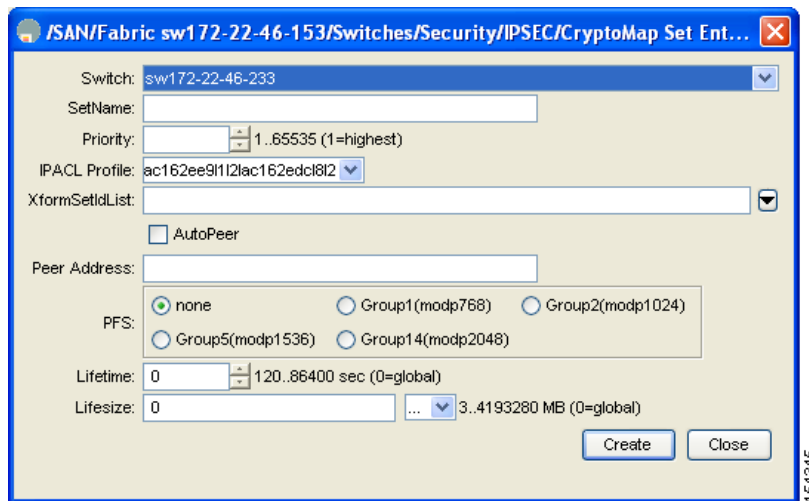 /SAN/Fabric sw172-22-46-153/Switches/Security/IPSEC/CryptoMap Set Ent...
Switch: sw172-22-46-233
SetName:
Priority: 1..65535 (1=highest)
IPACL Profile: ac162ee9l1l2lac162edcl8l2
XformSetIdList:
AutoPeer
Peer Address:
PFS: none Group1(modp768) Group2(modp1024)
Group5(modp1536) Group14(modp2048)
Lifetime: 0 120..86400 sec (0=global)
Lifesize: 0 ... 3..4193280 MB (0=global)
Create Close